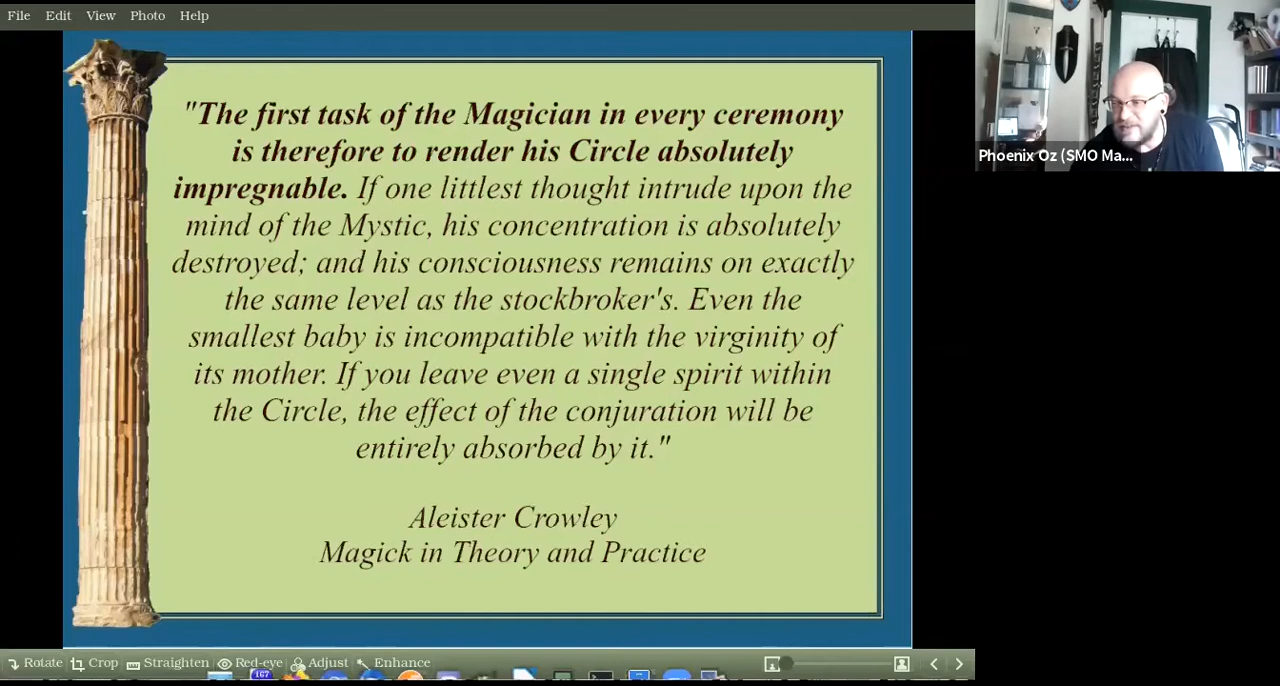 File Edit View Photo Help
"The first task of the Magician in every ceremony
is therefore to render his Circle absolutely
impregnable. If one littlest thought intrude upon the
mind of the Mystic, his concentration is absolutely
destroyed; and his consciousness remains on exactly
the same level as the stockbroker's. Even the
smallest baby is incompatible with the virginity of
its mother. If you leave even a single spirit within
the Circle, the effect of the conjuration will be
entirely absorbed by it."
Aleister Crowley
Magick in Theory and Practice
Phoenix Oz (SMO Ma...
Rotate Crop Straighten Red-eye Adjust Enhance
167